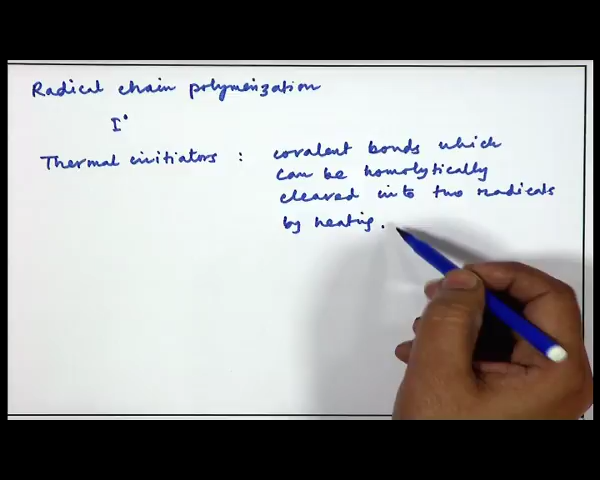 Radical chain polymerization
I•
Thermal initiators : covalent bonds which
can be homolytically
cleaved into two radicals
by heating.